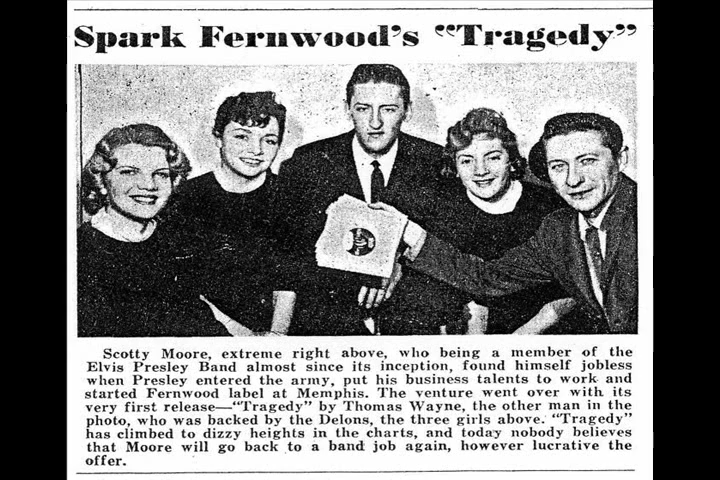 Spark Fernwood's "Tragedy"
Scotty Moore, extreme right above, who being a member of the
Elvis Presley Band almost since its inception, found himself jobless
when Presley entered the army, put his business talents to work and
started Fernwood label at Memphis. The venture went over with its
very first release—"Tragedy" by Thomas Wayne, the other man in the
photo, who was backed by the Delons, the three girls above. "Tragedy"
has climbed to dizzy heights in the charts, and today nobody believes
that Moore will go back to a band job again, however lucrative the
offer.